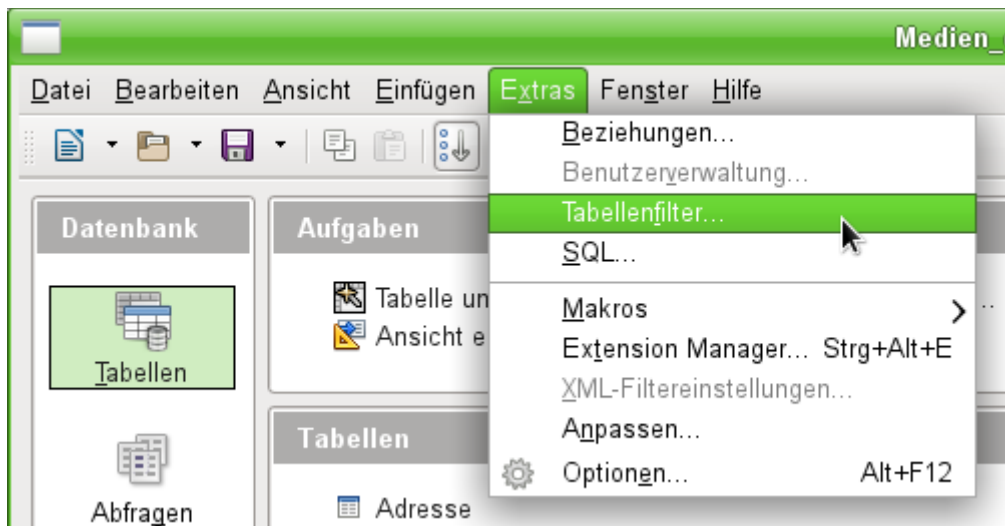 Medien_
Datei Bearbeiten Ansicht Einfügen Extras Fenster Hilfe
Beziehungen...
Benutzerverwaltung...
Tabellenfilter...
SQL...
Makros
Extension Manager... Strg+Alt+E
XML-Filtereinstellungen...
Anpassen...
Optionen... Alt+F12
Datenbank
Tabellen
Abfragen
Aufgaben
Tabelle un
...
Ansicht e
Tabellen
Adresse